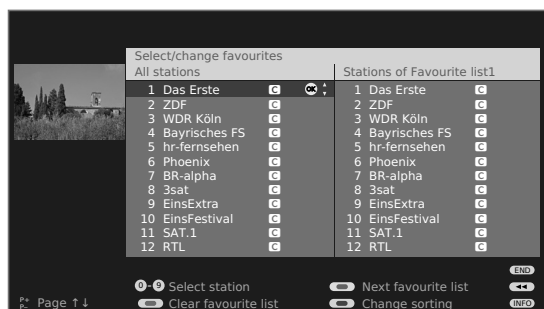 Select/change favourites
All stations
Stations of Favourite list1
1 Das Erste C OK
2 ZDF C
3 WDR Köln C
4 Bayrisches FS C
5 hr-fernsehen C
6 Phoenix C
7 BR-alpha C
8 3sat C
9 EinsExtra C
10 EinsFestival C
11 SAT.1 C
12 RTL C
1 Das Erste C
2 ZDF C
3 WDR Köln C
4 Bayrisches FS C
5 hr-fernsehen C
6 Phoenix C
7 BR-alpha C
8 3sat C
9 EinsExtra C
10 EinsFestival C
11 SAT.1 C
12 RTL C
END
0-9 Select station
Next favourite list
P+ P– Page ↑↓
Clear favourite list
Change sorting
INFO